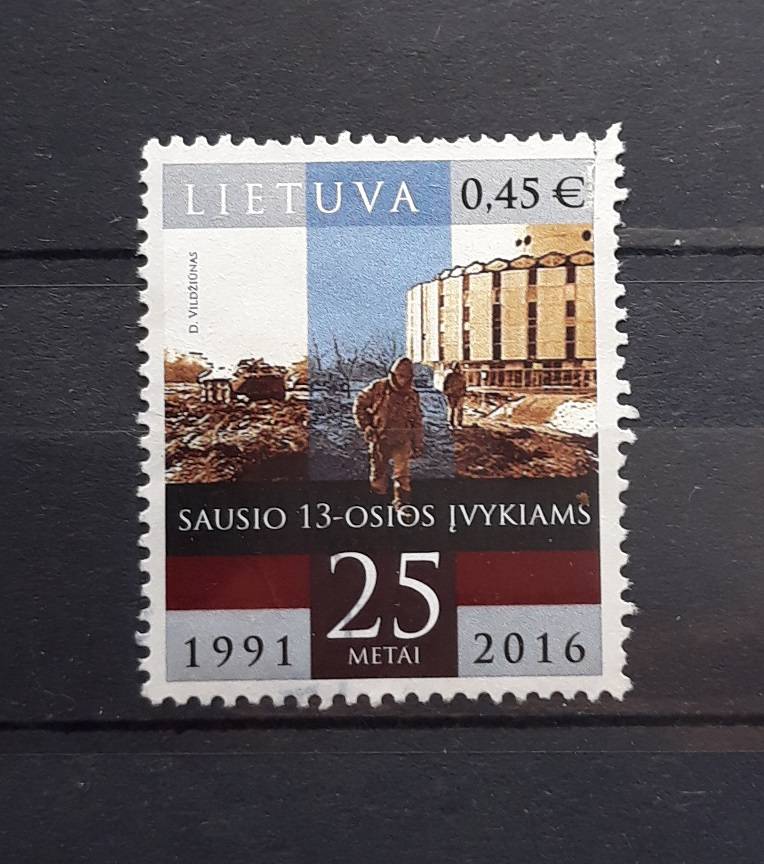 LIETUVA 0,45 €
D. VILDŽIŪNAS
SAUSIO 13-OSIOS ĮVYKIAMS
25
METAI
1991 2016